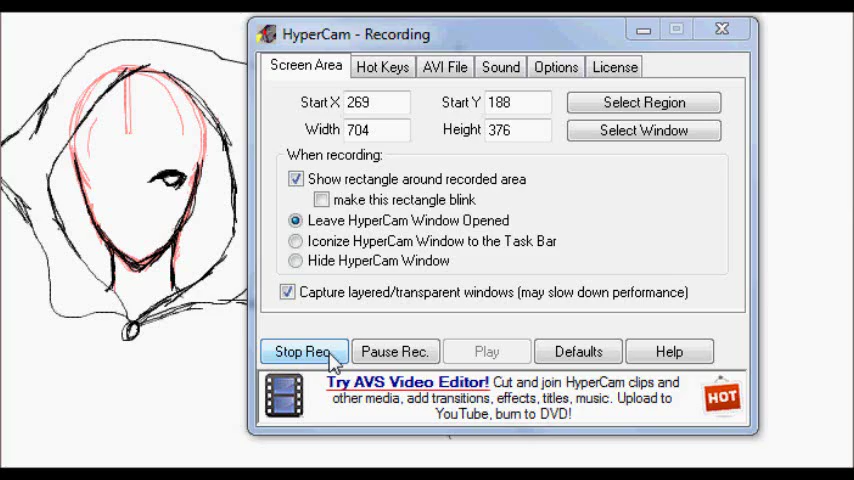 HyperCam - Recording
Screen Area Hot Keys AVI File Sound Options License
Start X 269 Start Y 188 Select Region
Width 704 Height 376 Select Window
When recording:
Show rectangle around recorded area
make this rectangle blink
Leave HyperCam Window Opened
Iconize HyperCam Window to the Task Bar
Hide HyperCam Window
Capture layered/transparent windows (may slow down performance)
Stop Rec. Pause Rec. Play Defaults Help
Try AVS Video Editor! Cut and join HyperCam clips and
other media, add transitions, effects, titles, music. Upload to
YouTube, burn to DVD!
HOT